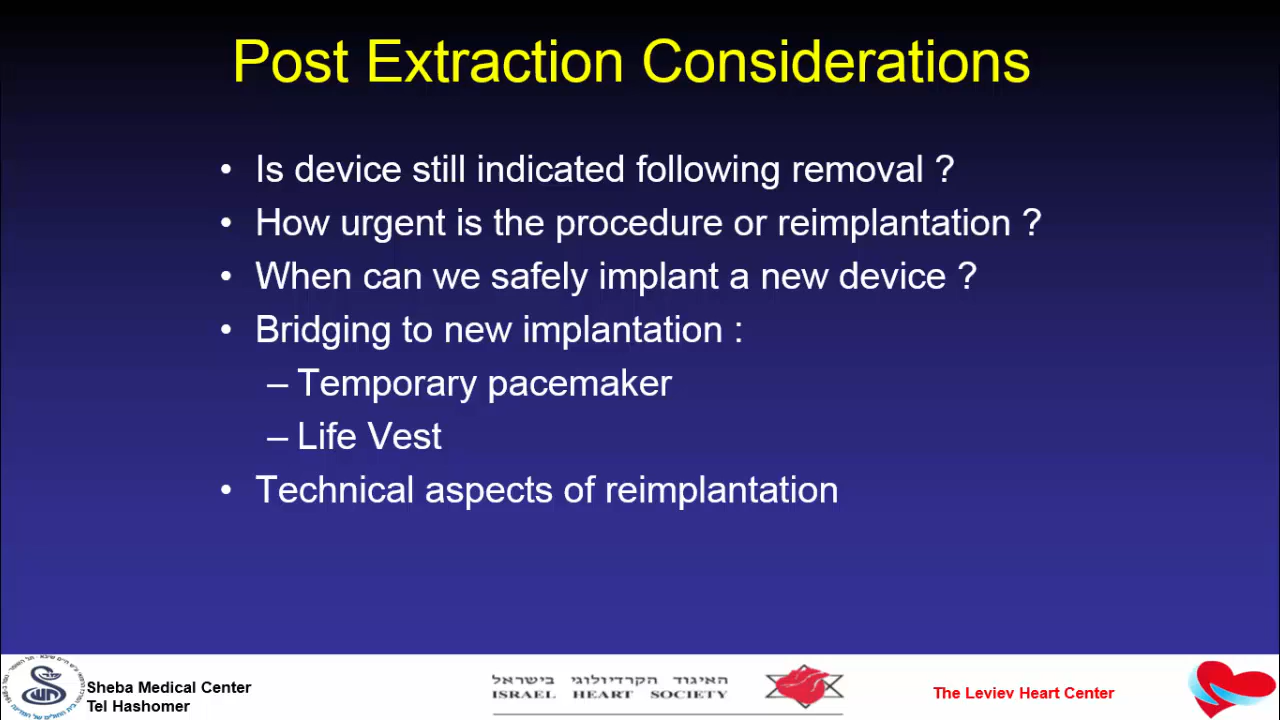 Post Extraction Considerations
• Is device still indicated following removal ?
• How urgent is the procedure or reimplantation ?
• When can we safely implant a new device ?
• Bridging to new implantation :
– Temporary pacemaker
– Life Vest
• Technical aspects of reimplantation
Sheba Medical Center
Tel Hashomer
האיגוד הקרדיולוגי בישראל
ISRAEL HEART SOCIETY
The Leviev Heart Center